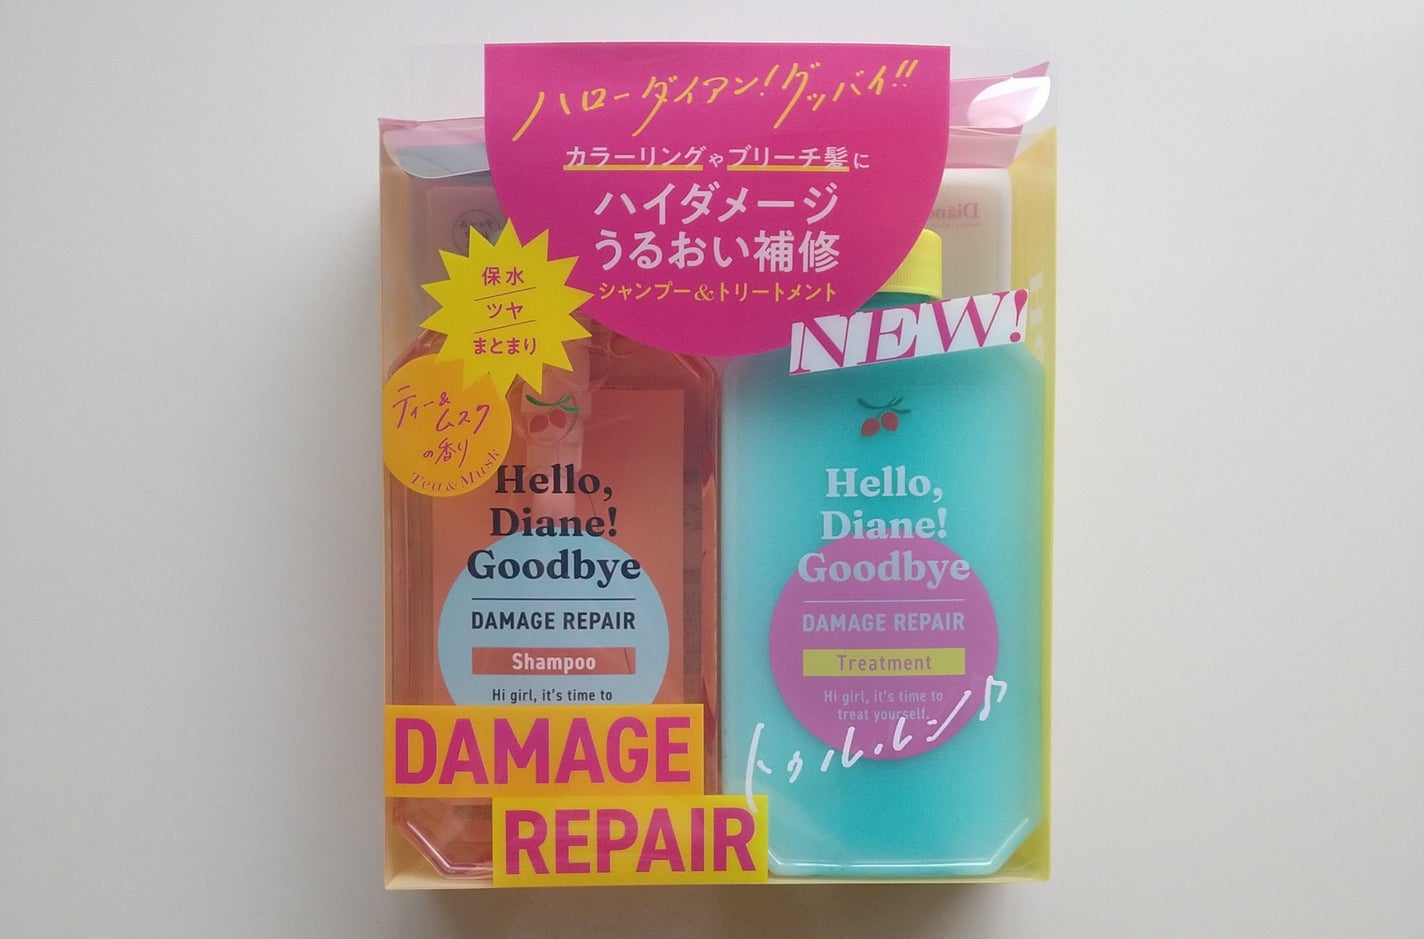 ハローダイアン!グッバイ!!
カラーリングやブリーチ髪に
ハイダメージ
うるおい補修
シャンプー&トリートメント
保水
ツヤ
まとまり
NEW!
ティー&
ムスク
の香り
Tea&Musk
Hello,
Diane!
Goodbye
DAMAGE REPAIR
Shampoo
Hi girl, it's time to
Hello,
Diane!
Goodbye
DAMAGE REPAIR
Treatment
Hi girl, it's time to
treat yourself.
トゥルルン♪
DAMAGE
REPAIR